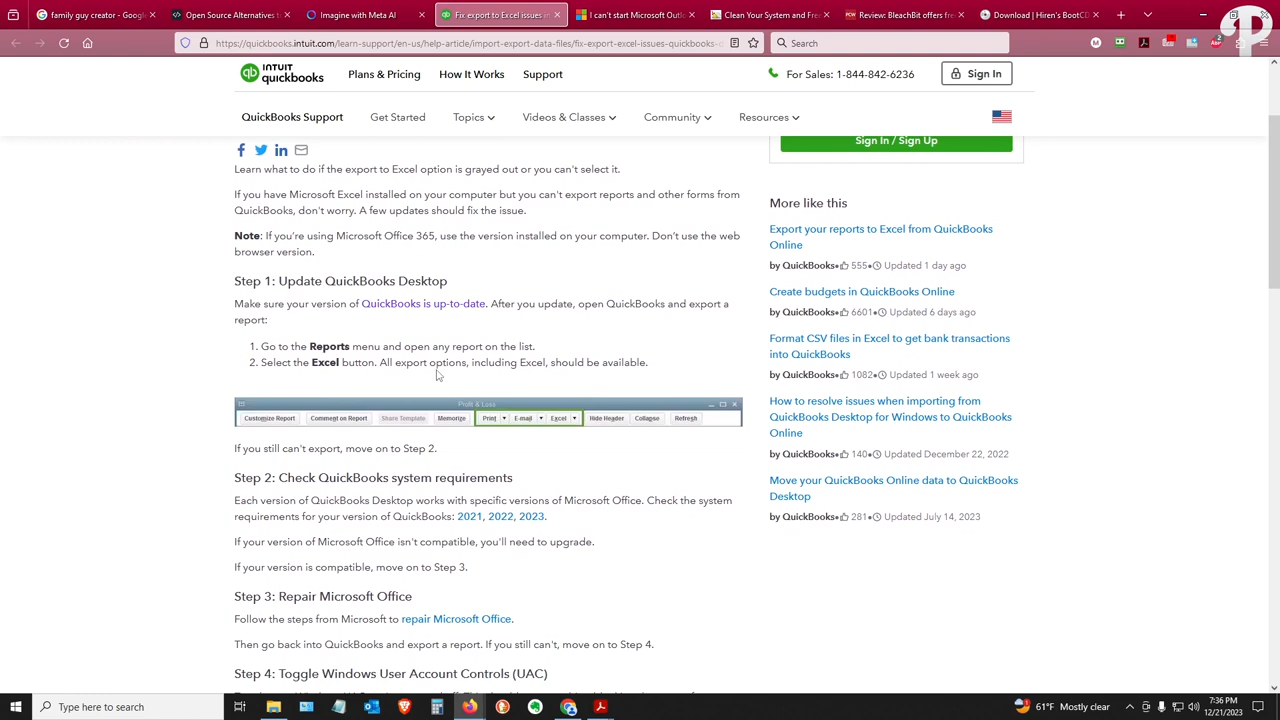 family guy creator - Google
Open Source Alternatives to
Imagine with Meta AI
Fix export to Excel issues in
I can't start Microsoft Outl
Clean Your System and Free
Review: BleachBit offers free
Download | Hiren's BootCD
https://quickbooks.intuit.com/learn-support/en-us/help-article/import-export-data-files/fix-export-excel-issues-quickbooks-
Search
INTUIT
quickbooks
Plans & Pricing
How It Works
Support
For Sales: 1-844-842-6236
Sign In
QuickBooks Support
Get Started
Topics
Videos & Classes
Community
Resources
Sign In / Sign Up
Learn what to do if the export to Excel option is grayed out or you can't select it.
If you have Microsoft Excel installed on your computer but you can't export reports and other forms from
QuickBooks, don't worry. A few updates should fix the issue.
Note: If you're using Microsoft Office 365, use the version installed on your computer. Don't use the web
browser version.
Step 1: Update QuickBooks Desktop
Make sure your version of QuickBooks is up-to-date. After you update, open QuickBooks and export a
report:
1. Go to the Reports menu and open any report on the list.
2. Select the Excel button. All export options, including Excel, should be available.
Profit & Loss
Customize Report
Comment on Report
Share Template
Memorize
Print
E-mail
Excel
Hide Header
Collapse
Refresh
If you still can't export, move on to Step 2.
Step 2: Check QuickBooks system requirements
Each version of QuickBooks Desktop works with specific versions of Microsoft Office. Check the system
requirements for your version of QuickBooks: 2021, 2022, 2023.
If your version of Microsoft Office isn't compatible, you'll need to upgrade.
If your version is compatible, move on to Step 3.
Step 3: Repair Microsoft Office
Follow the steps from Microsoft to repair Microsoft Office.
Then go back into QuickBooks and export a report. If you still can't, move on to Step 4.
Step 4: Toggle Windows User Account Controls (UAC)
More like this
Export your reports to Excel from QuickBooks
Online
by QuickBooks• 555• Updated 1 day ago
Create budgets in QuickBooks Online
by QuickBooks• 6601• Updated 6 days ago
Format CSV files in Excel to get bank transactions
into QuickBooks
by QuickBooks• 1082• Updated 1 week ago
How to resolve issues when importing from
QuickBooks Desktop for Windows to QuickBooks
Online
by QuickBooks• 140• Updated December 22, 2022
Move your QuickBooks Online data to QuickBooks
Desktop
by QuickBooks• 281• Updated July 14, 2023
Type here to search
61°F Mostly clear
7:36 PM
12/21/2023